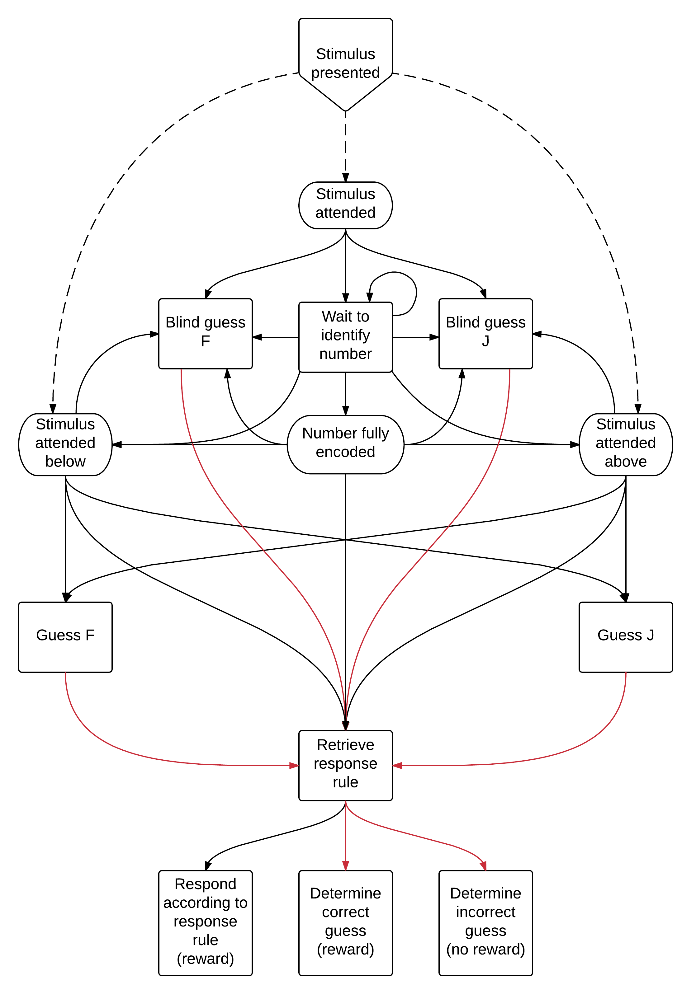 Stimulus
presented
Stimulus
attended
Blind guess
F
Wait to
identify
number
Blind guess
J
Stimulus
attended
below
Number fully
encoded
Stimulus
attended
above
Guess F
Guess J
Retrieve
response
rule
Respond
according to
response
rule
(reward)
Determine
correct
guess
(reward)
Determine
incorrect
guess
(no reward)